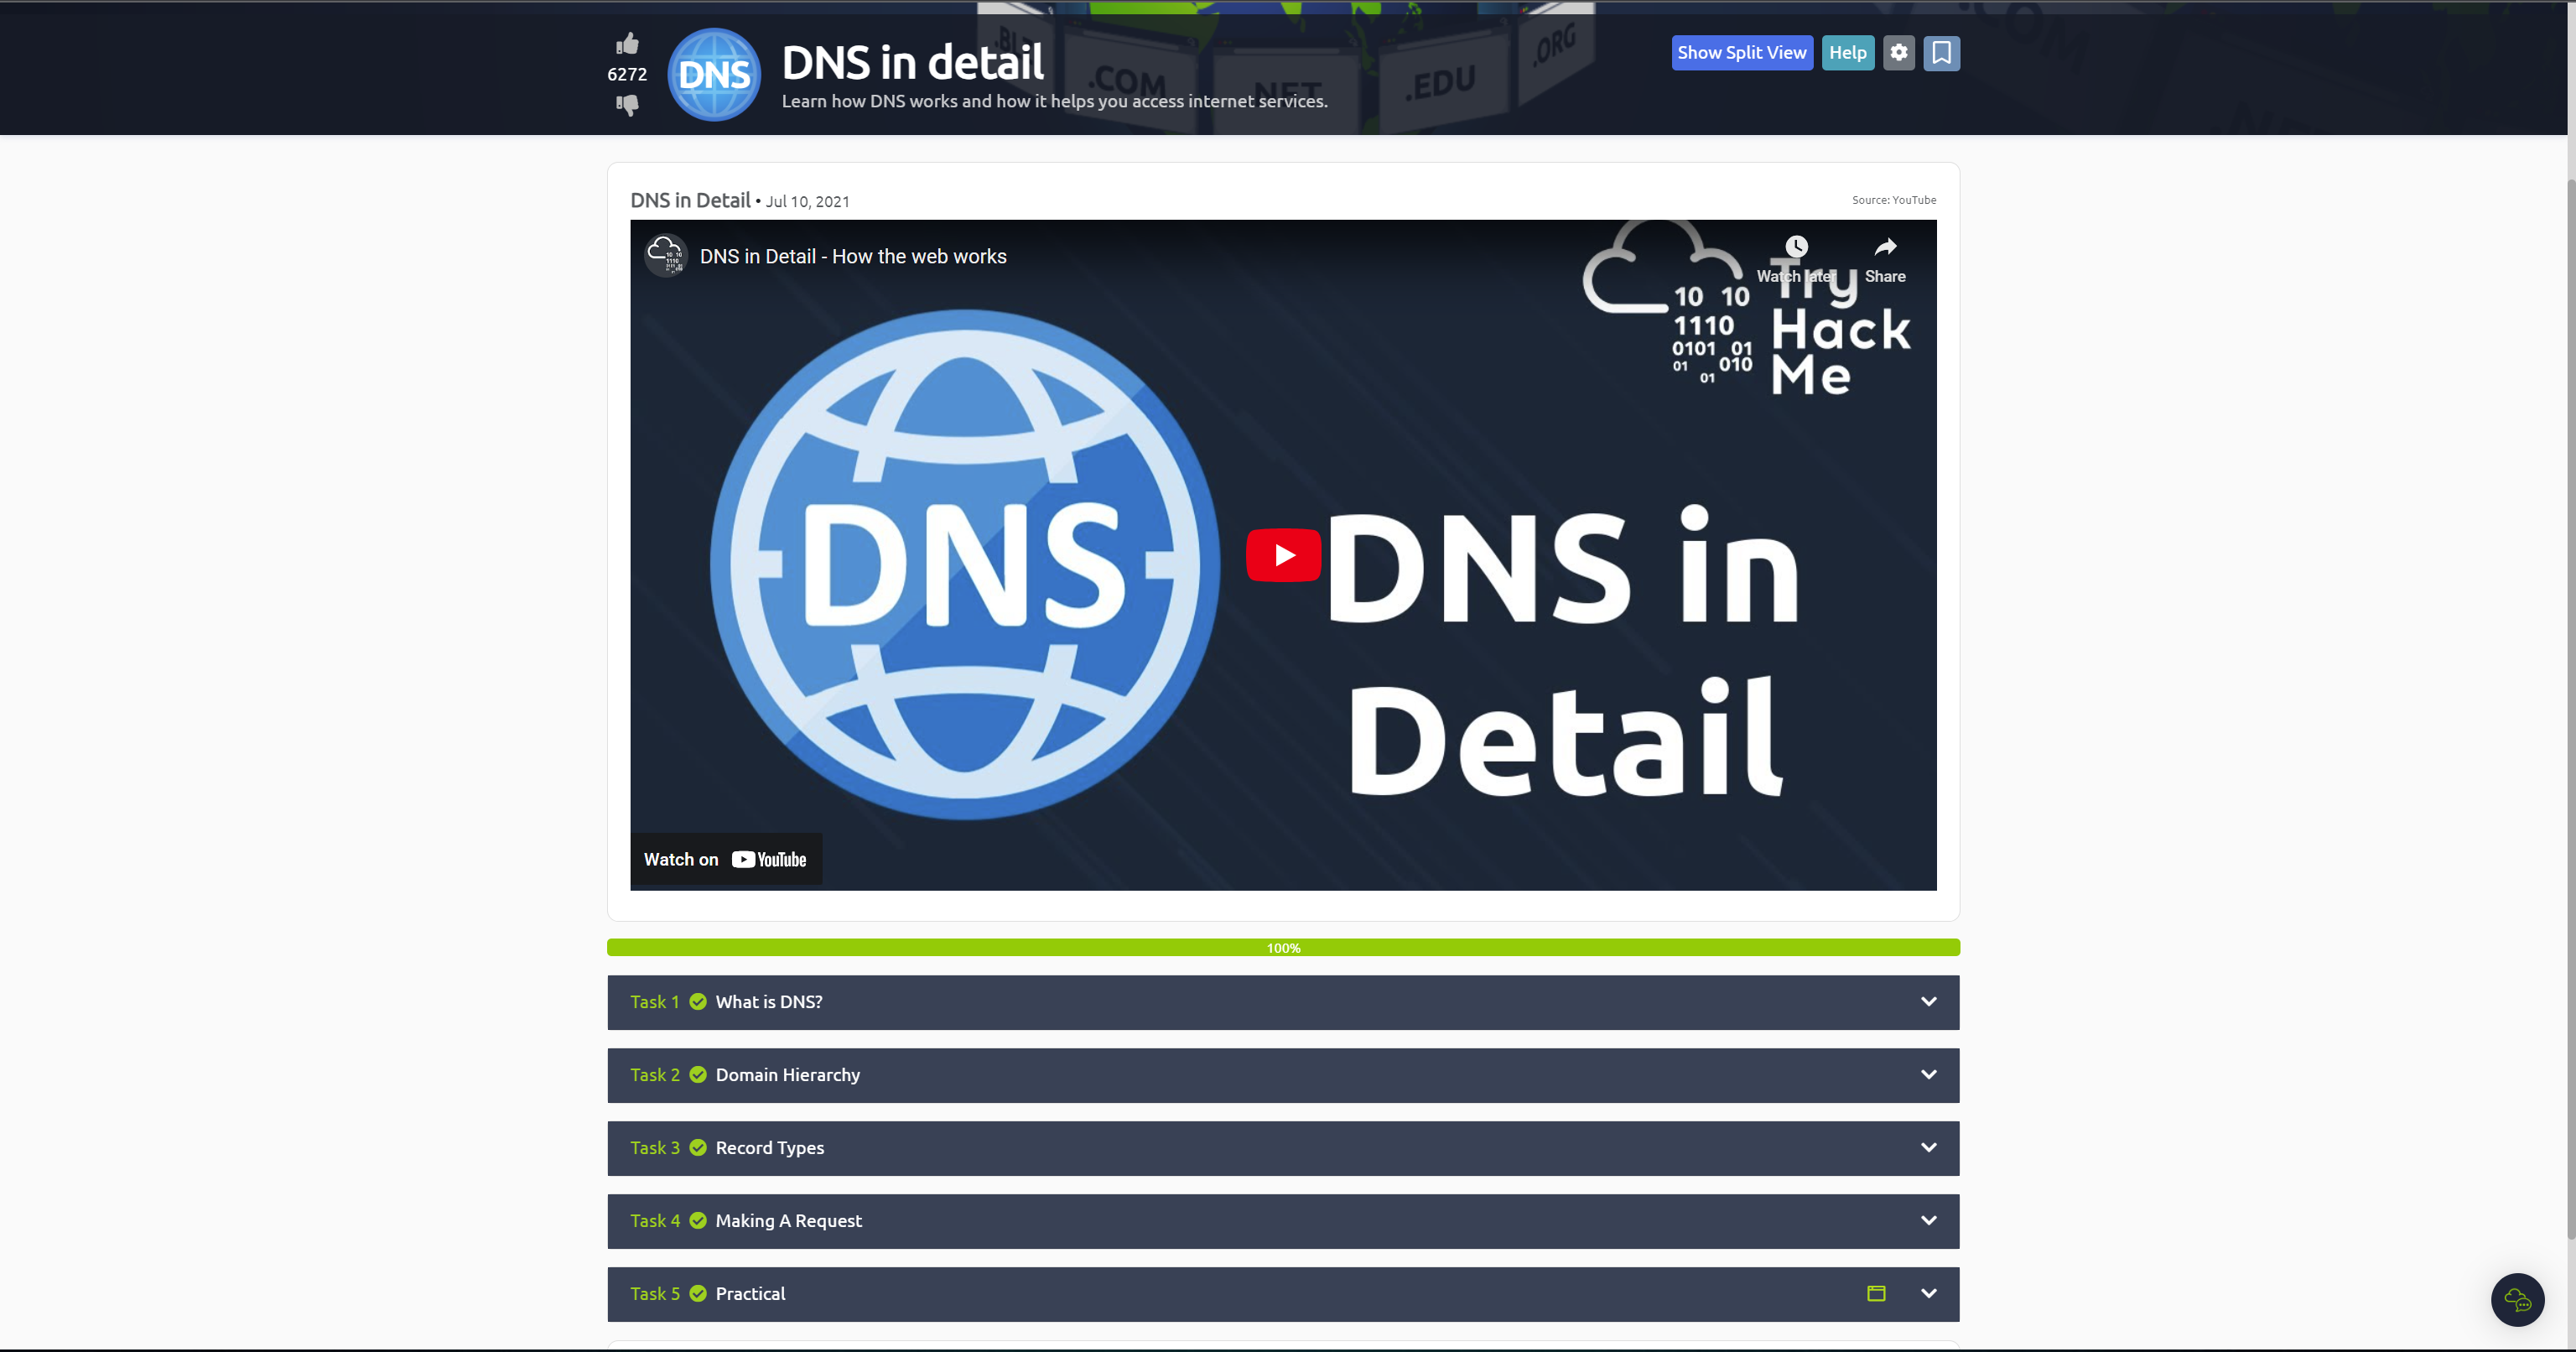 .BLT
.COM
.NET
.EDU
.ORG
.COM
6272
DNS
DNS in detail
Learn how DNS works and how it helps you access internet services.
Show Split View
Help
DNS in Detail • Jul 10, 2021
Source: YouTube
DNS in Detail - How the web works
Watch later
Share
10 10
1110
0101 01
01 010
01
Try
Hack
Me
DNS
DNS in
Detail
Watch on YouTube
100%
Task 1 What is DNS?
Task 2 Domain Hierarchy
Task 3 Record Types
Task 4 Making A Request
Task 5 Practical